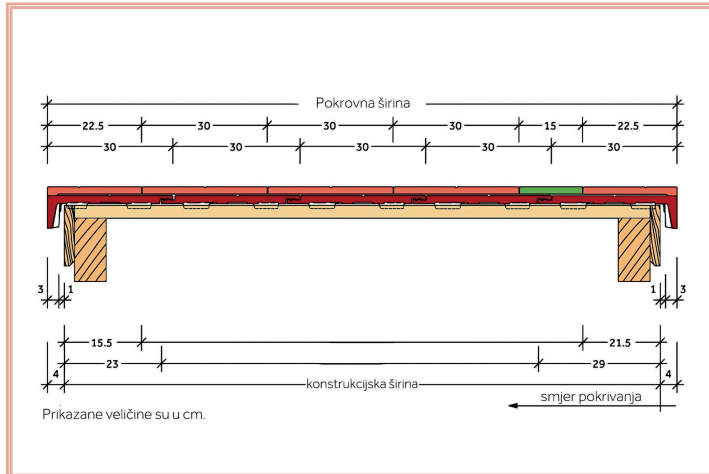 Pokrovna širina
22.5 30 30 30 15 22.5
30 30 30 30 30
3 1 1 3
15.5 21.5
23 29
4 konstrukcijska širina 4
smjer pokrivanja
Prikazane veličine su u cm.